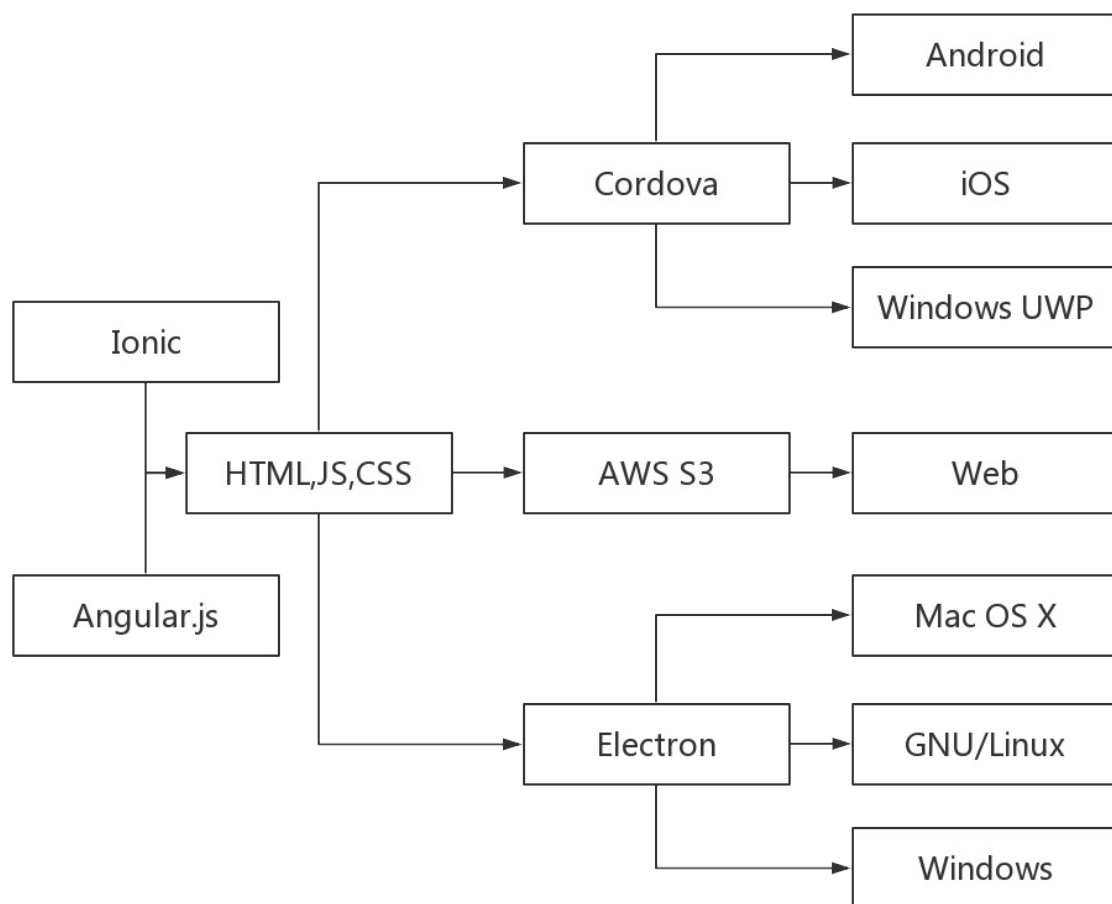 Android
Cordova
iOS
Windows UWP
Ionic
HTML,JS,CSS
AWS S3
Web
Angular.js
Mac OS X
Electron
GNU/Linux
Windows